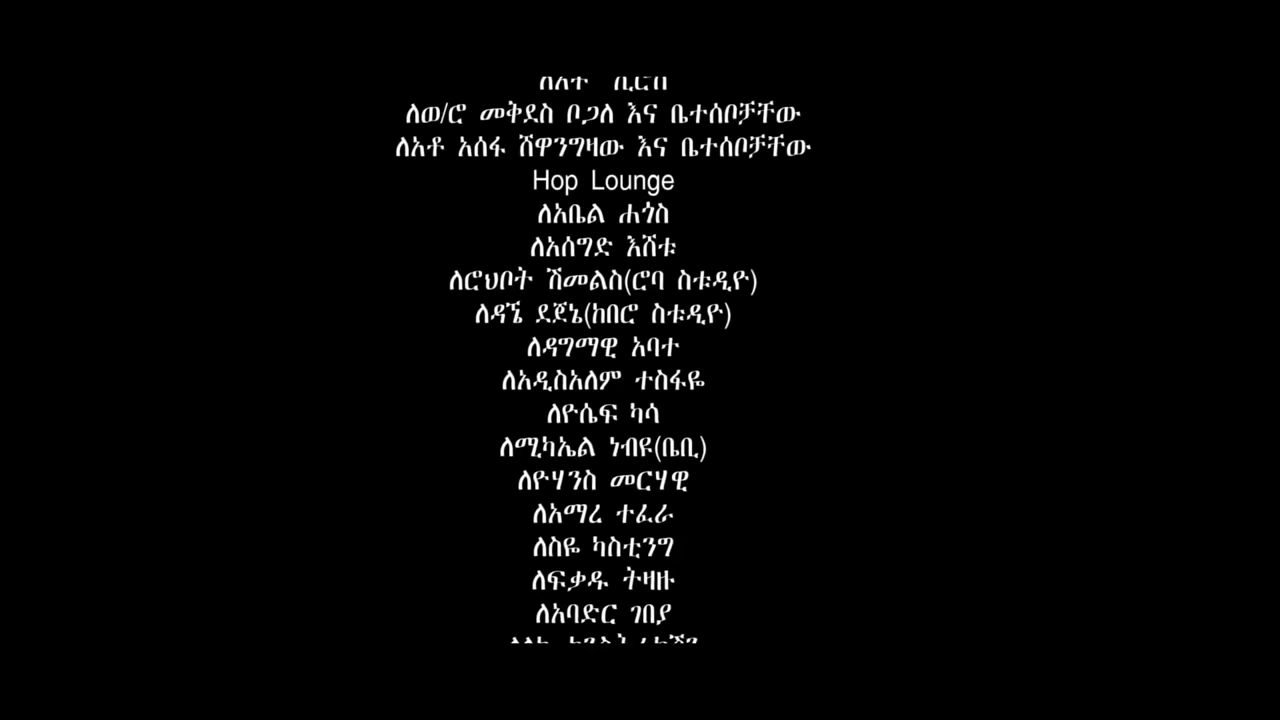 ለወ/ሮ መቅደስ ቦጋለ እና ቤተሰቦቻቸው
ለአቶ አሰፋ ሽዋንግዛው እና ቤተሰቦቻቸው
Hop Lounge
ለአቤል ሐጎስ
ለአሰግድ እሸቱ
ለሮህቦት ሽመልስ(ሮባ ስቱዲዮ)
ለዳኜ ደጀኔ(ከበሮ ስቱዲዮ)
ለዳግማዊ አባተ
ለአዲስአለም ተስፋዬ
ለዮሴፍ ካሳ
ለሚካኤል ነብዩ(ቤቢ)
ለዮሃንስ መርሃዊ
ለአማረ ተፈራ
ለስዬ ካስቲንግ
ለፍቃዱ ትዛዙ
ለአባድር ገበያ